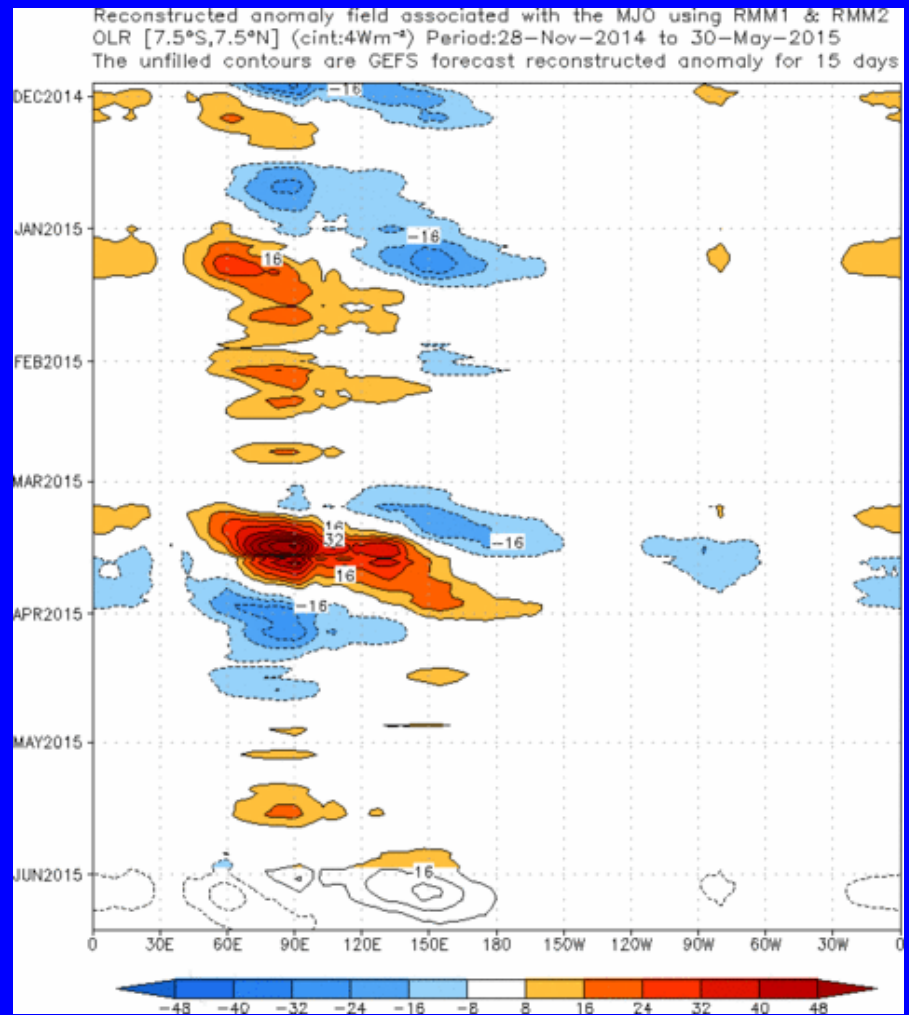 Reconstructed anomaly field associated with the MJO using RMM1 & RMM2
OLR [7.5°S,7.5°N] (cint:4Wm⁻²) Period:28-Nov-2014 to 30-May-2015
The unfilled contours are GEFS forecast reconstructed anomaly for 15 days
DEC2014
-16
JAN2015
-16
16
FEB2015
MAR2015
16
32
-16
16
-16
APR2015
MAY2015
16
JUN2015
0 30E 60E 90E 120E 150E 180 150W 120W 90W 60W 30W 0
-48 -40 -32 -24 -16 -8 8 16 24 32 40 48